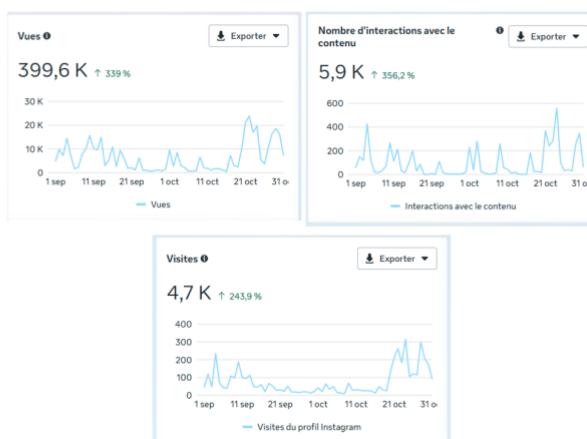 Vues
Exporter
399,6 K ↑ 339 %
30 K
20 K
10 K
0
1 sep 11 sep 21 sep 1 oct 11 oct 21 oct 31 o
Vues
Nombre d'interactions avec le
contenu
Exporter
5,9 K ↑ 356,2 %
600
400
200
0
1 sep 11 sep 21 sep 1 oct 11 oct 21 oct 31 o
Interactions avec le contenu
Visites
Exporter
4,7 K ↑ 243,9 %
400
300
200
100
0
1 sep 11 sep 21 sep 1 oct 11 oct 21 oct 31 o
Visites du profil Instagram